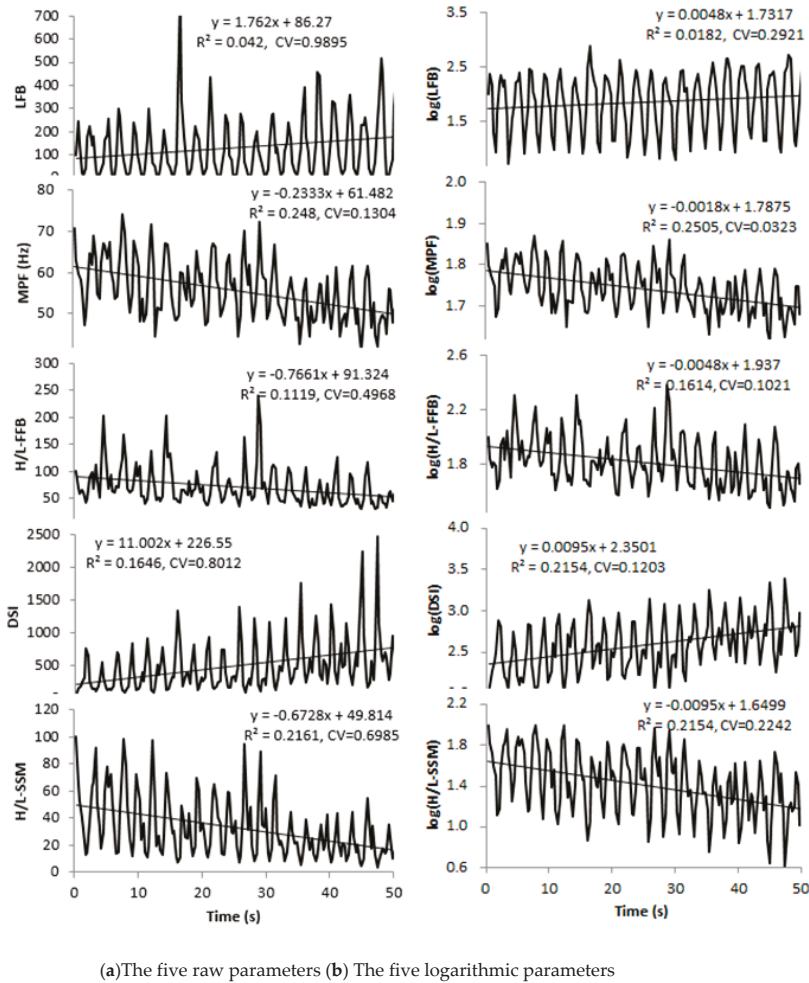 y = 1.762x + 86.27
R² = 0.042, CV=0.9895
700
600
500
400
300
200
100
LFB
y = -0.2333x + 61.482
R² = 0.248, CV=0.1304
80
70
60
50
MPF (Hz)
y = -0.7661x + 91.324
R² = 0.1119, CV=0.4968
300
250
200
150
100
50
H/L-FFB
y = 11.002x + 226.55
R² = 0.1646, CV=0.8012
2500
2000
1500
1000
500
DSI
y = -0.6728x + 49.814
R² = 0.2161, CV=0.6985
120
100
80
60
40
20
0
H/L-SSM
0 10 20 30 40 50
Time (s)
y = 0.0048x + 1.7317
R² = 0.0182, CV=0.2921
3.5
2.5
1.5
log(LFB)
y = -0.0018x + 1.7875
R² = 0.2505, CV=0.0323
2.0
1.9
1.8
1.7
log(MPF)
y = -0.0048x + 1.937
R² = 0.1614, CV=0.1021
2.6
2.2
1.8
log(H/L-FFB)
y = 0.0095x + 2.3501
R² = 0.2154, CV=0.1203
4.0
3.5
3.0
2.5
log(DSI)
y = -0.0095x + 1.6499
R² = 0.2154, CV=0.2242
2.2
1.8
1.4
1.0
0.6
log(H/L-SSM)
0 10 20 30 40 50
Time (s)
(a)The five raw parameters (b) The five logarithmic parameters